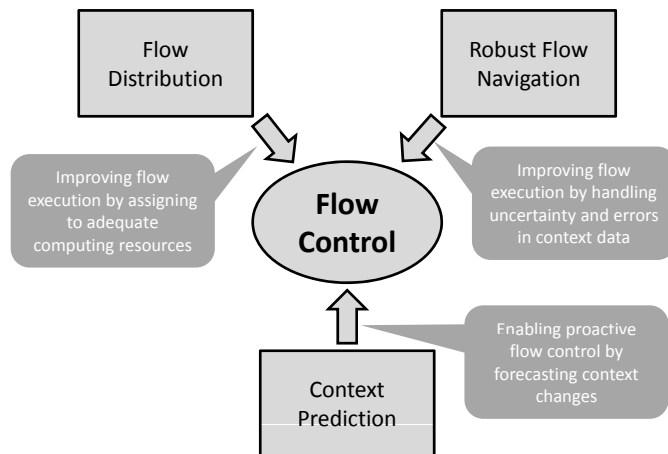 Flow
Distribution
Robust Flow
Navigation
Improving flow
execution by assigning
to adequate
computing resources
Flow
Control
Improving flow
execution by handling
uncertainty and errors
in context data
Enabling proactive
flow control by
forecasting context
changes
Context
Prediction